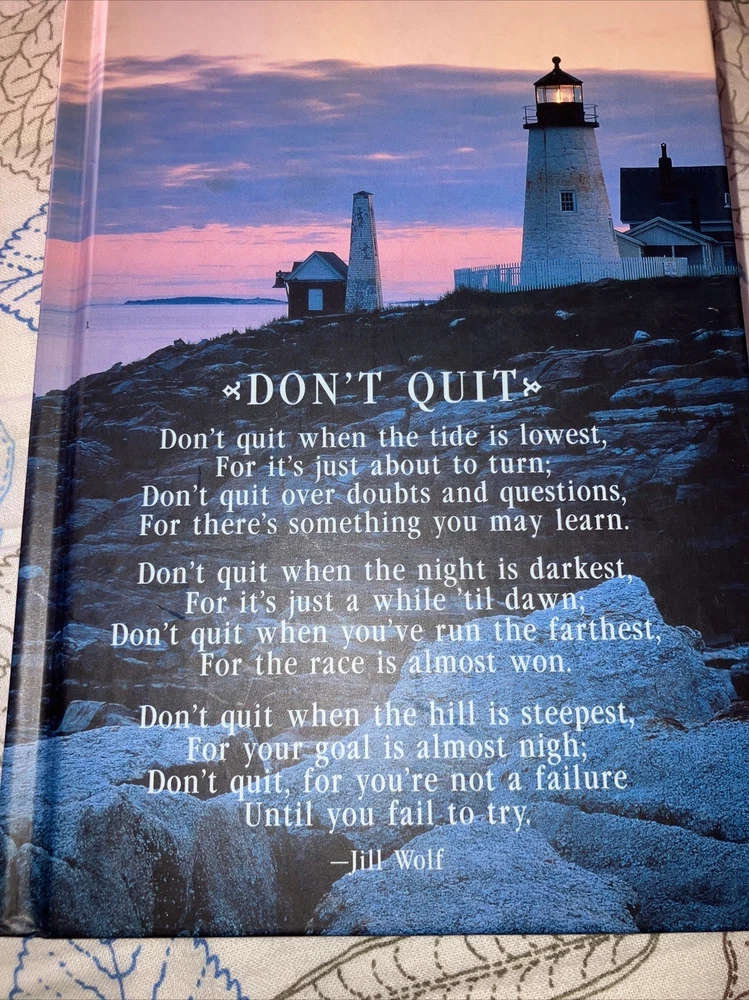 DON'T QUIT
Don't quit when the tide is lowest,
For it's just about to turn;
Don't quit over doubts and questions,
For there's something you may learn.
Don't quit when the night is darkest,
For it's just a while 'til dawn;
Don't quit when you've run the farthest,
For the race is almost won.
Don't quit when the hill is steepest,
For your goal is almost nigh;
Don't quit, for you're not a failure
Until you fail to try.
—Jill Wolf